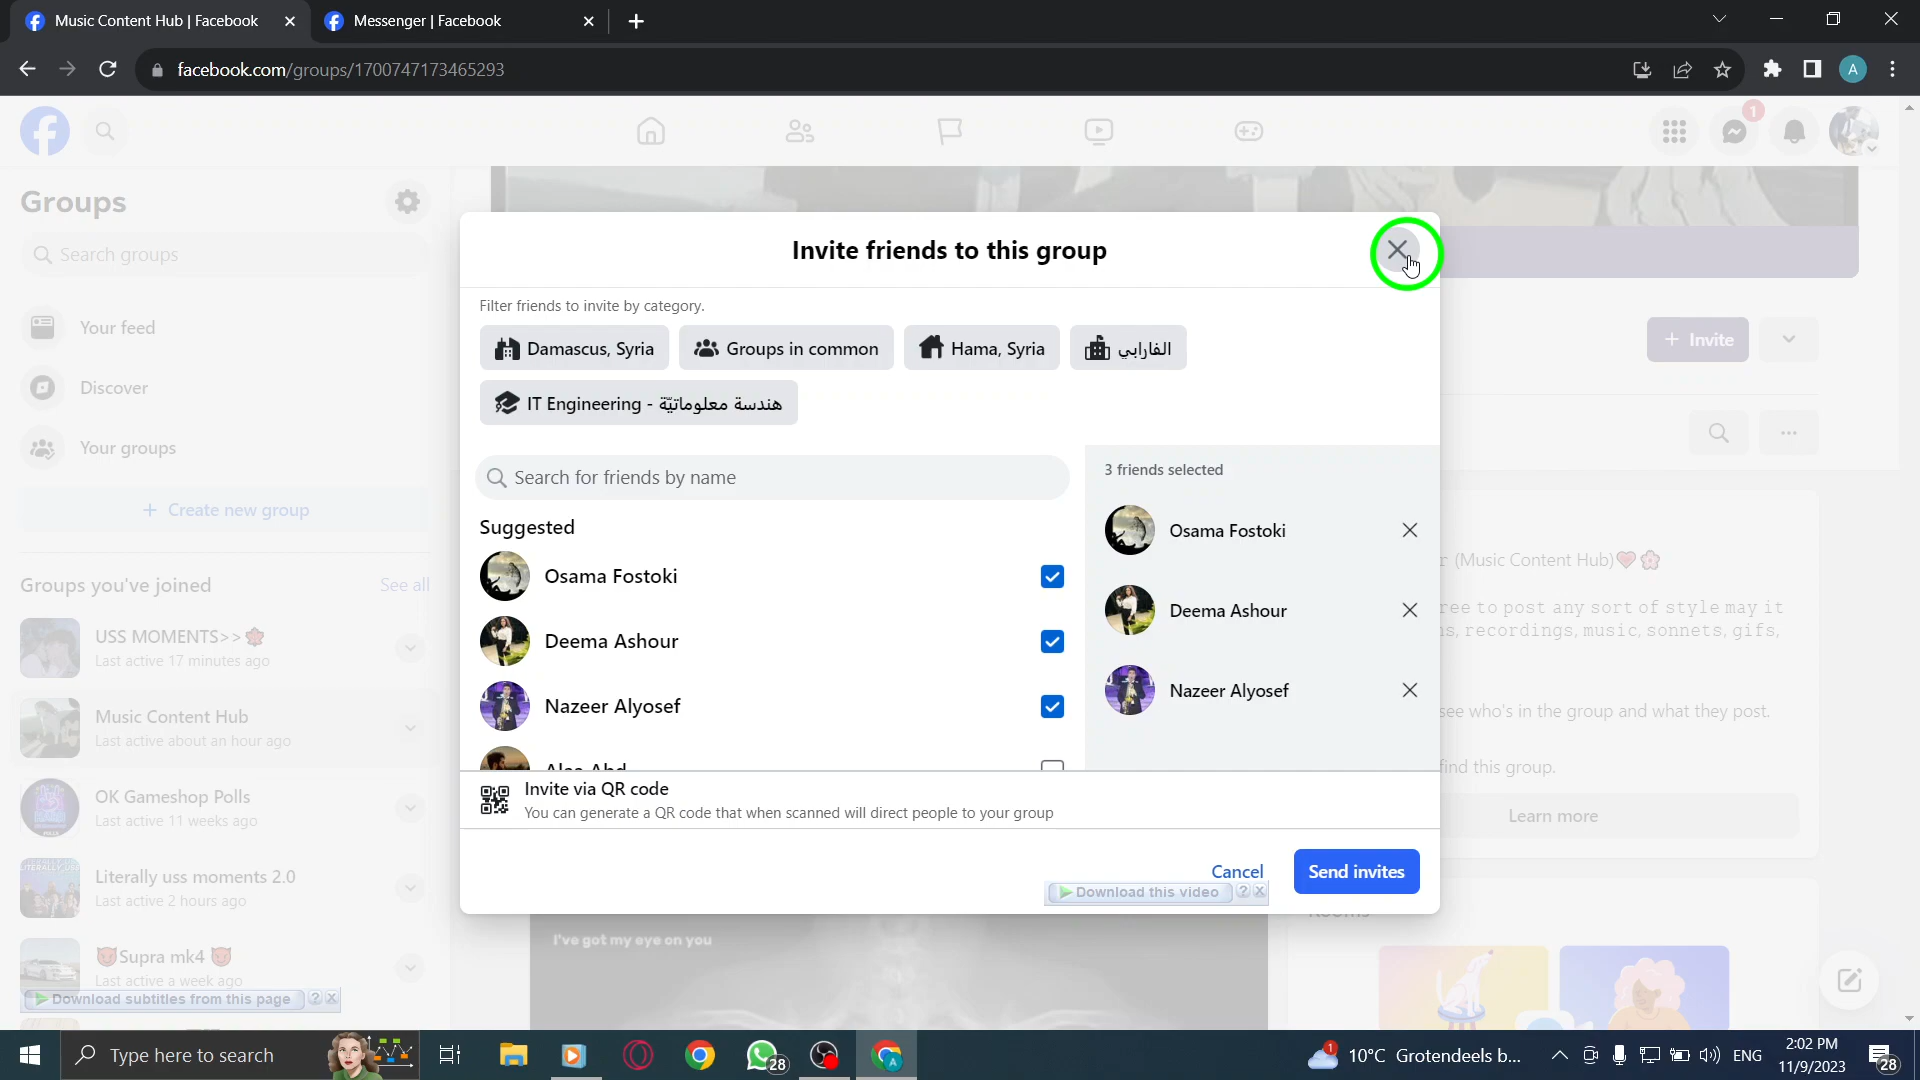 Music Content Hub | Facebook
Messenger | Facebook
facebook.com/groups/1700747173465293
A
1
Groups
Search groups
Your feed
Discover
Your groups
+ Create new group
Groups you've joined
See all
USS MOMENTS>>🌸
Last active 17 minutes ago
Music Content Hub
Last active about an hour ago
OK Gameshop Polls
Last active 11 weeks ago
Literally uss moments 2.0
Last active 2 hours ago
😈Supra mk4 😈
Last active a week ago
Download subtitles from this page ? X
Invite friends to this group
Filter friends to invite by category.
Damascus, Syria
Groups in common
Hama, Syria
الفارابي
IT Engineering - هندسة معلوماتيّة
Search for friends by name
Suggested
Osama Fostoki
Deema Ashour
Nazeer Alyosef
Alaa Abd
3 friends selected
Osama Fostoki
Deema Ashour
Nazeer Alyosef
Invite via QR code
You can generate a QR code that when scanned will direct people to your group
Cancel
Send invites
Download this video ? X
+ Invite
(Music Content Hub)❤️🌸
ree to post any sort of style may it
ns, recordings, music, sonnets, gifs,
see who's in the group and what they post.
find this group.
Learn more
Rooms
I've got my eye on you
Type here to search
28
1
10°C Grotendeels b...
ENG
2:02 PM
11/9/2023
28